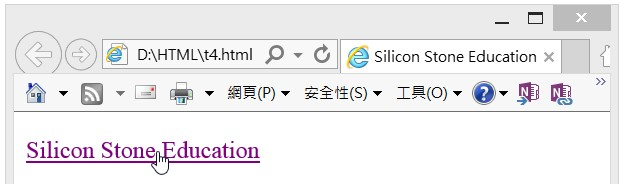 D:\HTML\t4.html
Silicon Stone Education
網頁(P)
安全性(S)
工具(O)
Silicon Stone Education